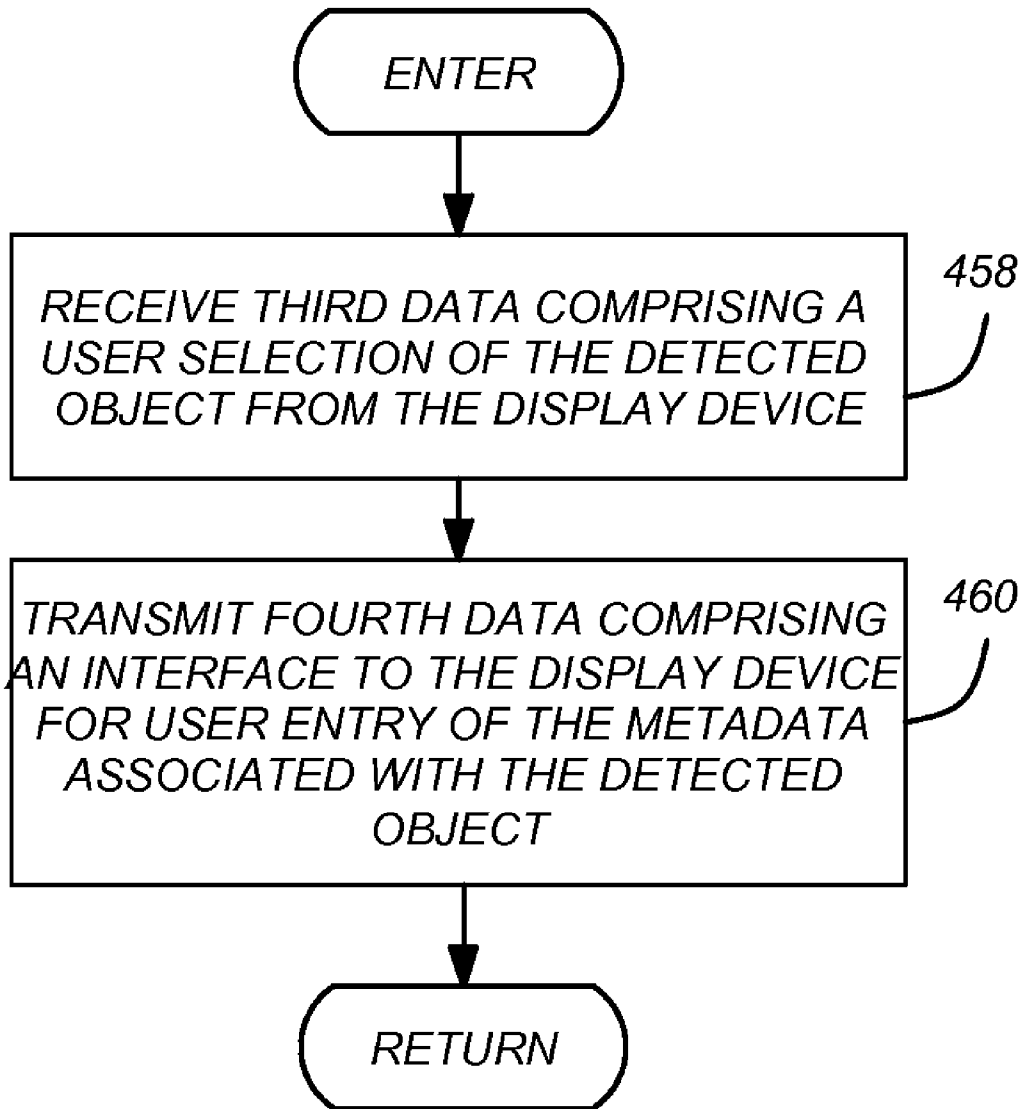 ENTER
RECEIVE THIRD DATA COMPRISING A
USER SELECTION OF THE DETECTED
OBJECT FROM THE DISPLAY DEVICE
458
TRANSMIT FOURTH DATA COMPRISING
AN INTERFACE TO THE DISPLAY DEVICE
FOR USER ENTRY OF THE METADATA
ASSOCIATED WITH THE DETECTED
OBJECT
460
RETURN